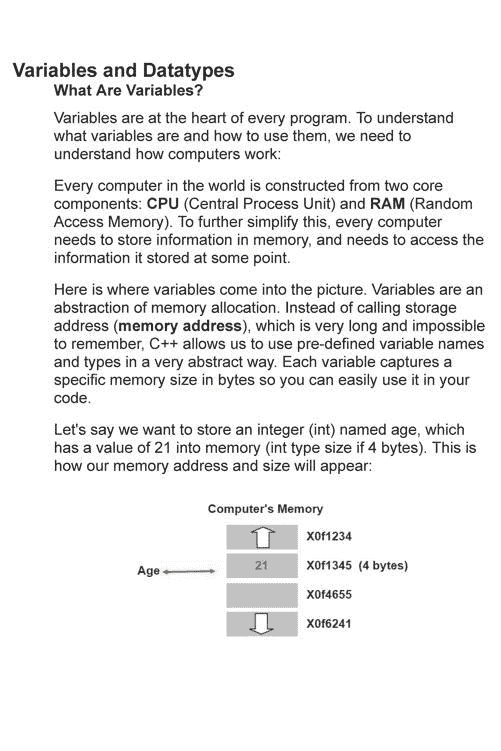 Variables and Datatypes
What Are Variables?
Variables are at the heart of every program. To understand
what variables are and how to use them, we need to
understand how computers work:
Every computer in the world is constructed from two core
components: CPU (Central Process Unit) and RAM (Random
Access Memory). To further simplify this, every computer
needs to store information in memory, and needs to access the
information it stored at some point.
Here is where variables come into the picture. Variables are an
abstraction of memory allocation. Instead of calling storage
address (memory address), which is very long and impossible
to remember, C++ allows us to use pre-defined variable names
and types in a very abstract way. Each variable captures a
specific memory size in bytes so you can easily use it in your
code.
Let's say we want to store an integer (int) named age, which
has a value of 21 into memory (int type size if 4 bytes). This is
how our memory address and size will appear:
Computer's Memory
X0f1234
Age 21 X0f1345 (4 bytes)
X0f4655
X0f6241